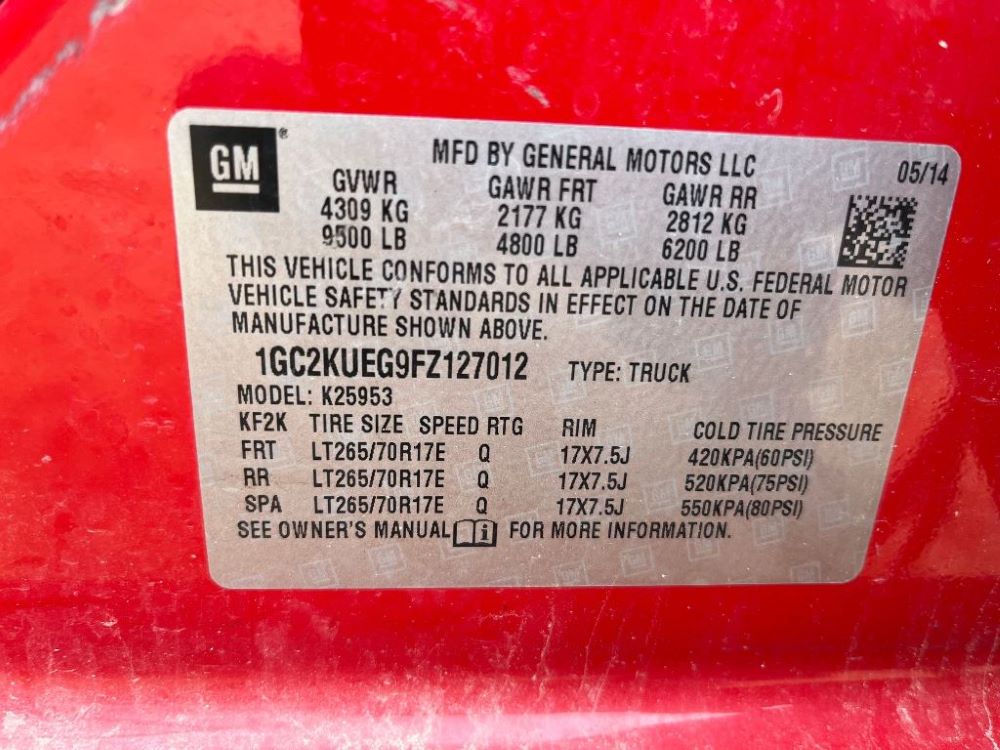 GM®
MFD BY GENERAL MOTORS LLC 05/14
GVWR GAWR FRT GAWR RR
4309 KG 2177 KG 2812 KG
9500 LB 4800 LB 6200 LB
THIS VEHICLE CONFORMS TO ALL APPLICABLE U.S. FEDERAL MOTOR
VEHICLE SAFETY STANDARDS IN EFFECT ON THE DATE OF
MANUFACTURE SHOWN ABOVE.
1GC2KUEG9FZ127012 TYPE: TRUCK
MODEL: K25953
KF2K TIRE SIZE SPEED RTG RIM COLD TIRE PRESSURE
FRT LT265/70R17E Q 17X7.5J 420KPA(60PSI)
RR LT265/70R17E Q 17X7.5J 520KPA(75PSI)
SPA LT265/70R17E Q 17X7.5J 550KPA(80PSI)
SEE OWNER'S MANUAL i FOR MORE INFORMATION.